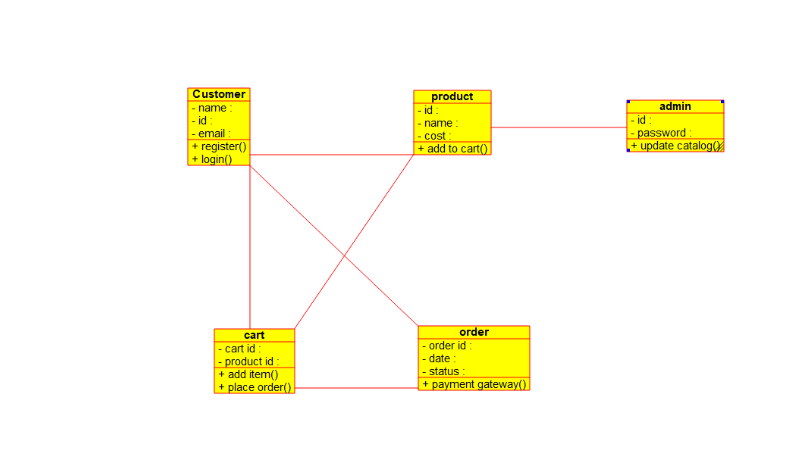 Customer
- name :
- id :
- email :
+ register()
+ login()
product
- id :
- name :
- cost :
+ add to cart()
admin
- id :
- password :
+ update catalog()
cart
- cart id :
- product id :
+ add item()
+ place order()
order
- order id :
- date :
- status :
+ payment gateway()